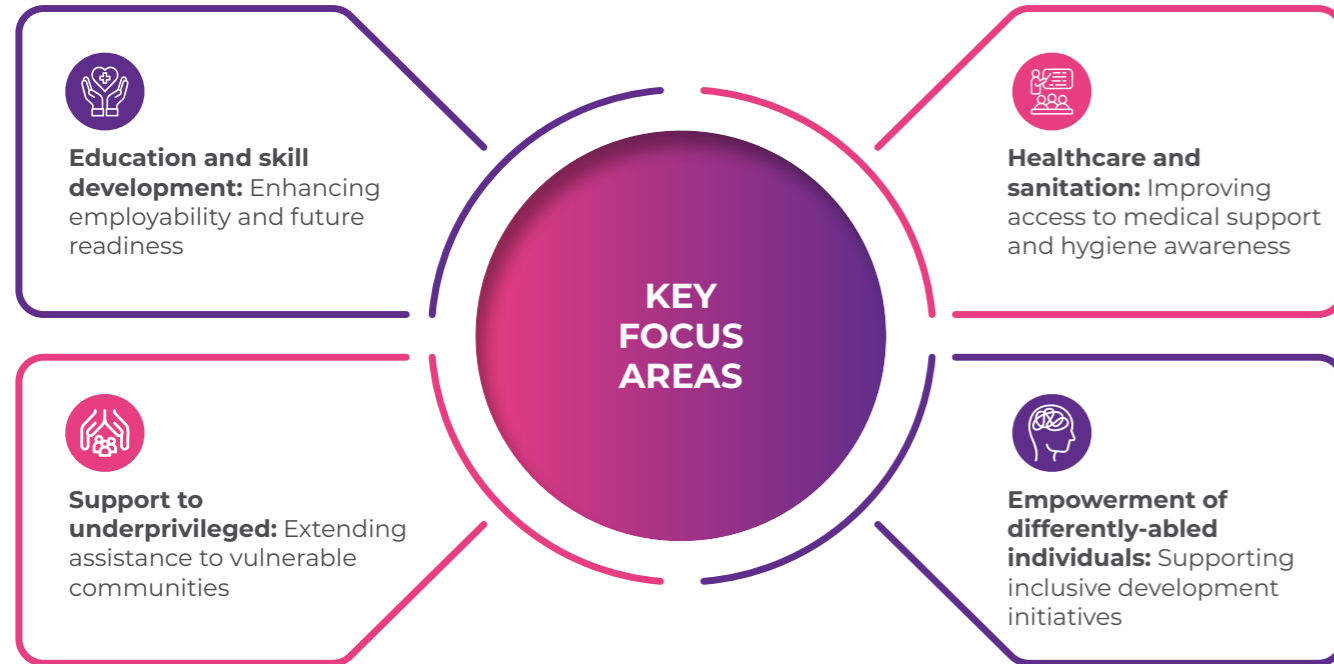 Education and skill
development: Enhancing
employability and future
readiness
Healthcare and
sanitation: Improving
access to medical support
and hygiene awareness
KEY
FOCUS
AREAS
Support to
underprivileged: Extending
assistance to vulnerable
communities
Empowerment of
differently-abled
individuals: Supporting
inclusive development
initiatives